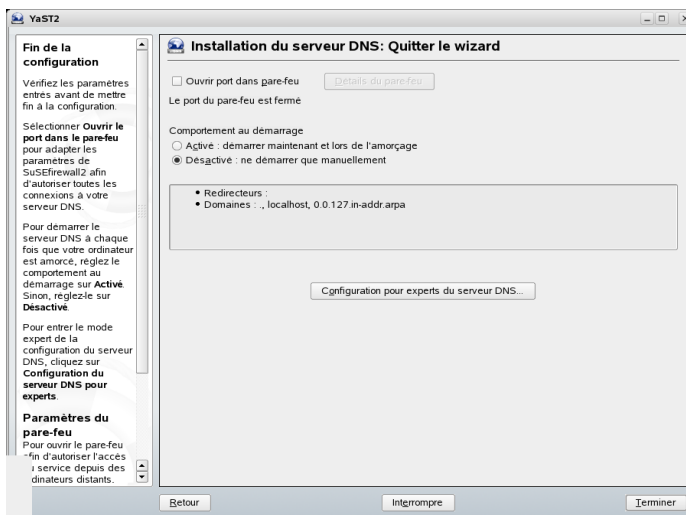 YaST2
Fin de la
configuration
Vérifiez les paramètres
entrés avant de mettre
fin à la configuration.
Sélectionner Ouvrir le
port dans le pare-feu
pour adapter les
paramètres de
SuSEfirewall2 afin
d'autoriser toutes les
connexions à votre
serveur DNS.
Pour démarrer le
serveur DNS à chaque
fois que votre ordinateur
est amorcé, réglez le
comportement au
démarrage sur Activé.
Sinon, réglez-le sur
Désactivé.
Pour entrer le mode
expert de la
configuration du serveur
DNS, cliquez sur
Configuration du
serveur DNS pour
experts.
Paramètres du
pare-feu
Pour ouvrir le pare-feu
afin d'autoriser l'accès
service depuis des
Installation du serveur DNS: Quitter le wizard
Ouvrir port dans pare-feu
Détails du pare-feu
Le port du pare-feu est fermé
Comportement au démarrage
Activé : démarrer maintenant et lors de l'amorçage
Désactivé : ne démarrer que manuellement
• Redirecteurs :
• Domaines : ., localhost, 0.0.127.in-addr.arpa
Configuration pour experts du serveur DNS...
Retour
Interrompre
Terminer